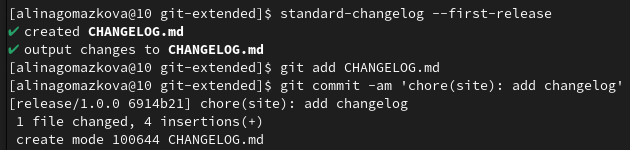 [alinagomazkova@10 git-extended]$ standard-changelog --first-release
✔ created CHANGELOG.md
✔ output changes to CHANGELOG.md
[alinagomazkova@10 git-extended]$ git add CHANGELOG.md
[alinagomazkova@10 git-extended]$ git commit -am 'chore(site): add changelog'
[release/1.0.0 6914b21] chore(site): add changelog
 1 file changed, 4 insertions(+)
 create mode 100644 CHANGELOG.md